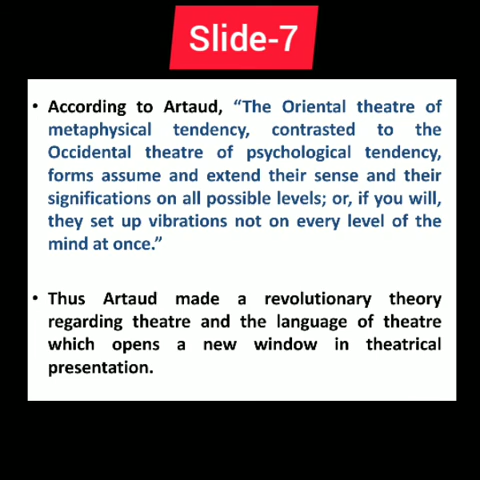 Slide-7
• According to Artaud, “The Oriental theatre of
metaphysical tendency, contrasted to the
Occidental theatre of psychological tendency,
forms assume and extend their sense and their
significations on all possible levels; or, if you will,
they set up vibrations not on every level of the
mind at once.”
• Thus Artaud made a revolutionary theory
regarding theatre and the language of theatre
which opens a new window in theatrical
presentation.